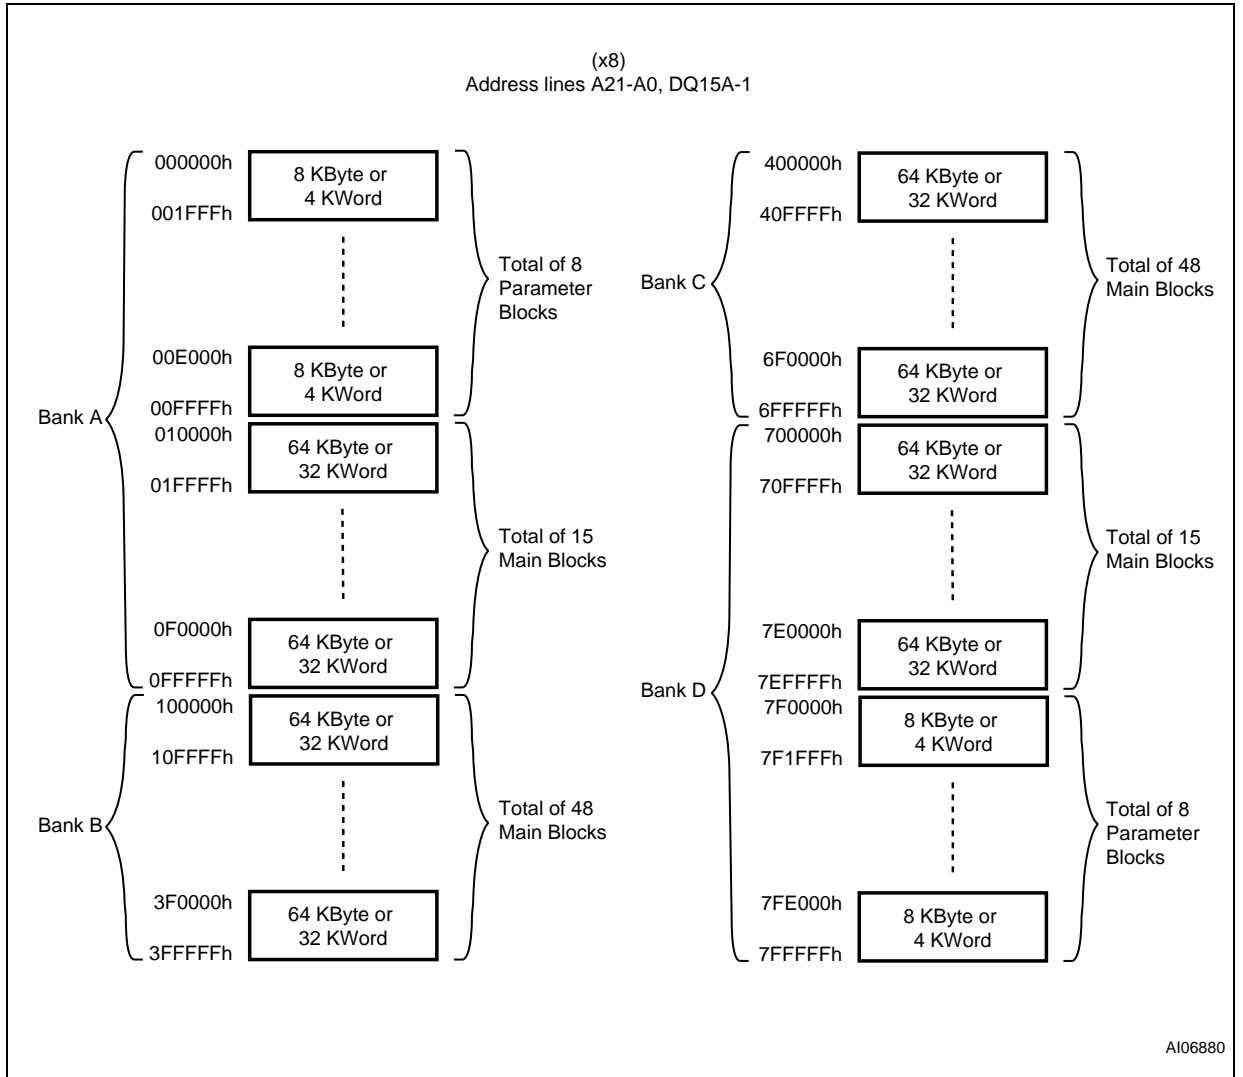 (x8)
Address lines A21-A0, DQ15A-1
Bank A
000000h
8 KByte or
4 KWord
001FFFh
Total of 8
Parameter
Blocks
00E000h
8 KByte or
4 KWord
00FFFFh
010000h
64 KByte or
32 KWord
01FFFFh
Total of 15
Main Blocks
0F0000h
64 KByte or
32 KWord
0FFFFFh
Bank B
100000h
64 KByte or
32 KWord
10FFFFh
Total of 48
Main Blocks
3F0000h
64 KByte or
32 KWord
3FFFFFh
Bank C
400000h
64 KByte or
32 KWord
40FFFFh
Total of 48
Main Blocks
6F0000h
64 KByte or
32 KWord
6FFFFFh
Bank D
700000h
64 KByte or
32 KWord
70FFFFh
Total of 15
Main Blocks
7E0000h
64 KByte or
32 KWord
7EFFFFh
7F0000h
8 KByte or
4 KWord
7F1FFFh
Total of 8
Parameter
Blocks
7FE000h
8 KByte or
4 KWord
7FFFFFh
AI06880